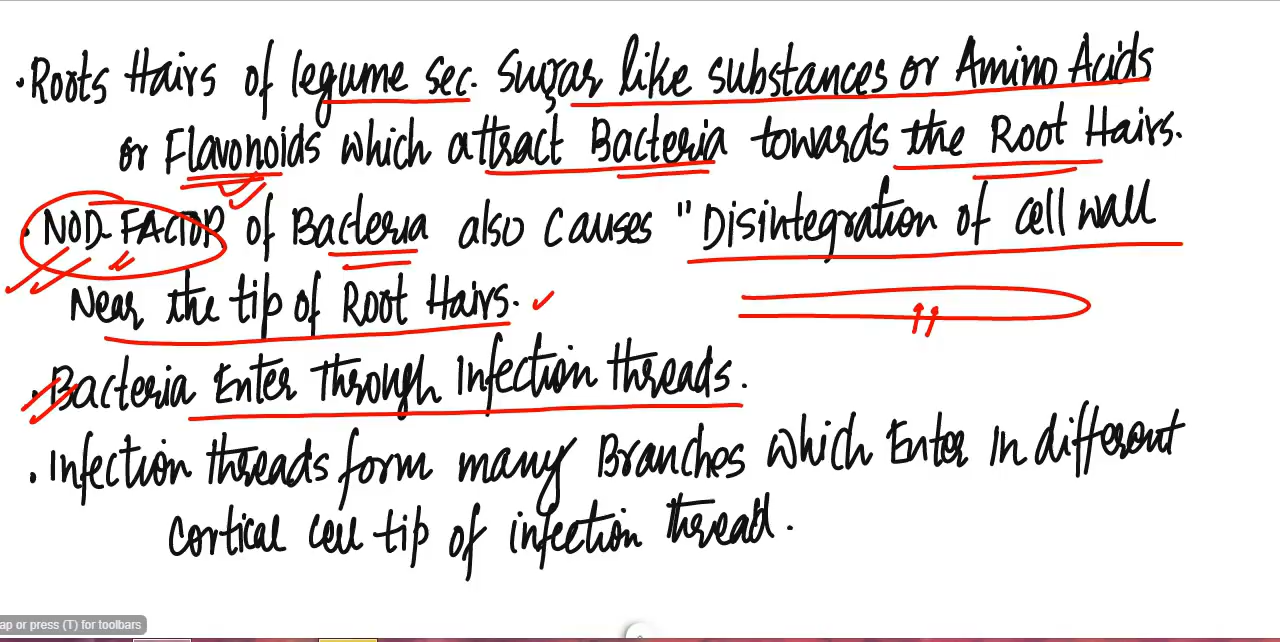 ·Roots Hairs of legume sec. Sugar like substances or Amino Acids
or Flavonoids which attract Bacteria towards the Root Hairs.
· NOD-FACTOR of Bacteria also causes "Disintegration of cell wall
Near the tip of Root Hairs.
· Bacteria Enter Through Infection threads.
· Infection threads form many Branches which Enter In different
cortical cell tip of infection thread.
ap or press (T) for toolbars